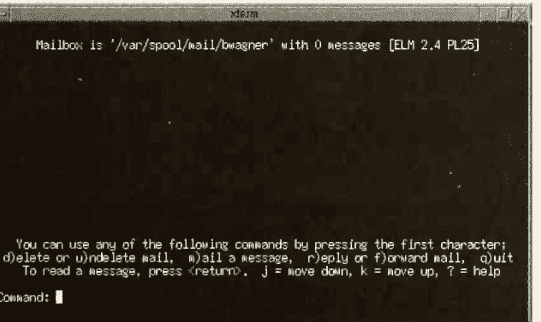 xterm
Mailbox is '/var/spool/mail/bwagner' with 0 messages [ELM 2.4 PL25]
You can use any of the following commands by pressing the first character;
d)elete or u)ndelete mail, m)ail a message, r)eply or f)orward mail, q)uit
To read a message, press <return>. j = move down, k = move up, ? = help
Command: